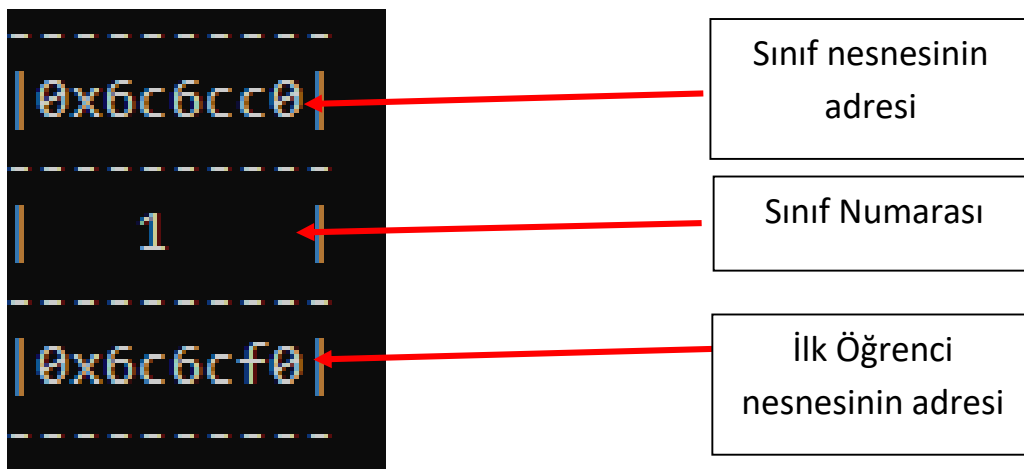 -----------
|0x6c6cc0|
Sınıf nesnesinin
adresi
-----------
| 1 |
Sınıf Numarası
-----------
|0x6c6cf0|
İlk Öğrenci
nesnesinin adresi
-----------